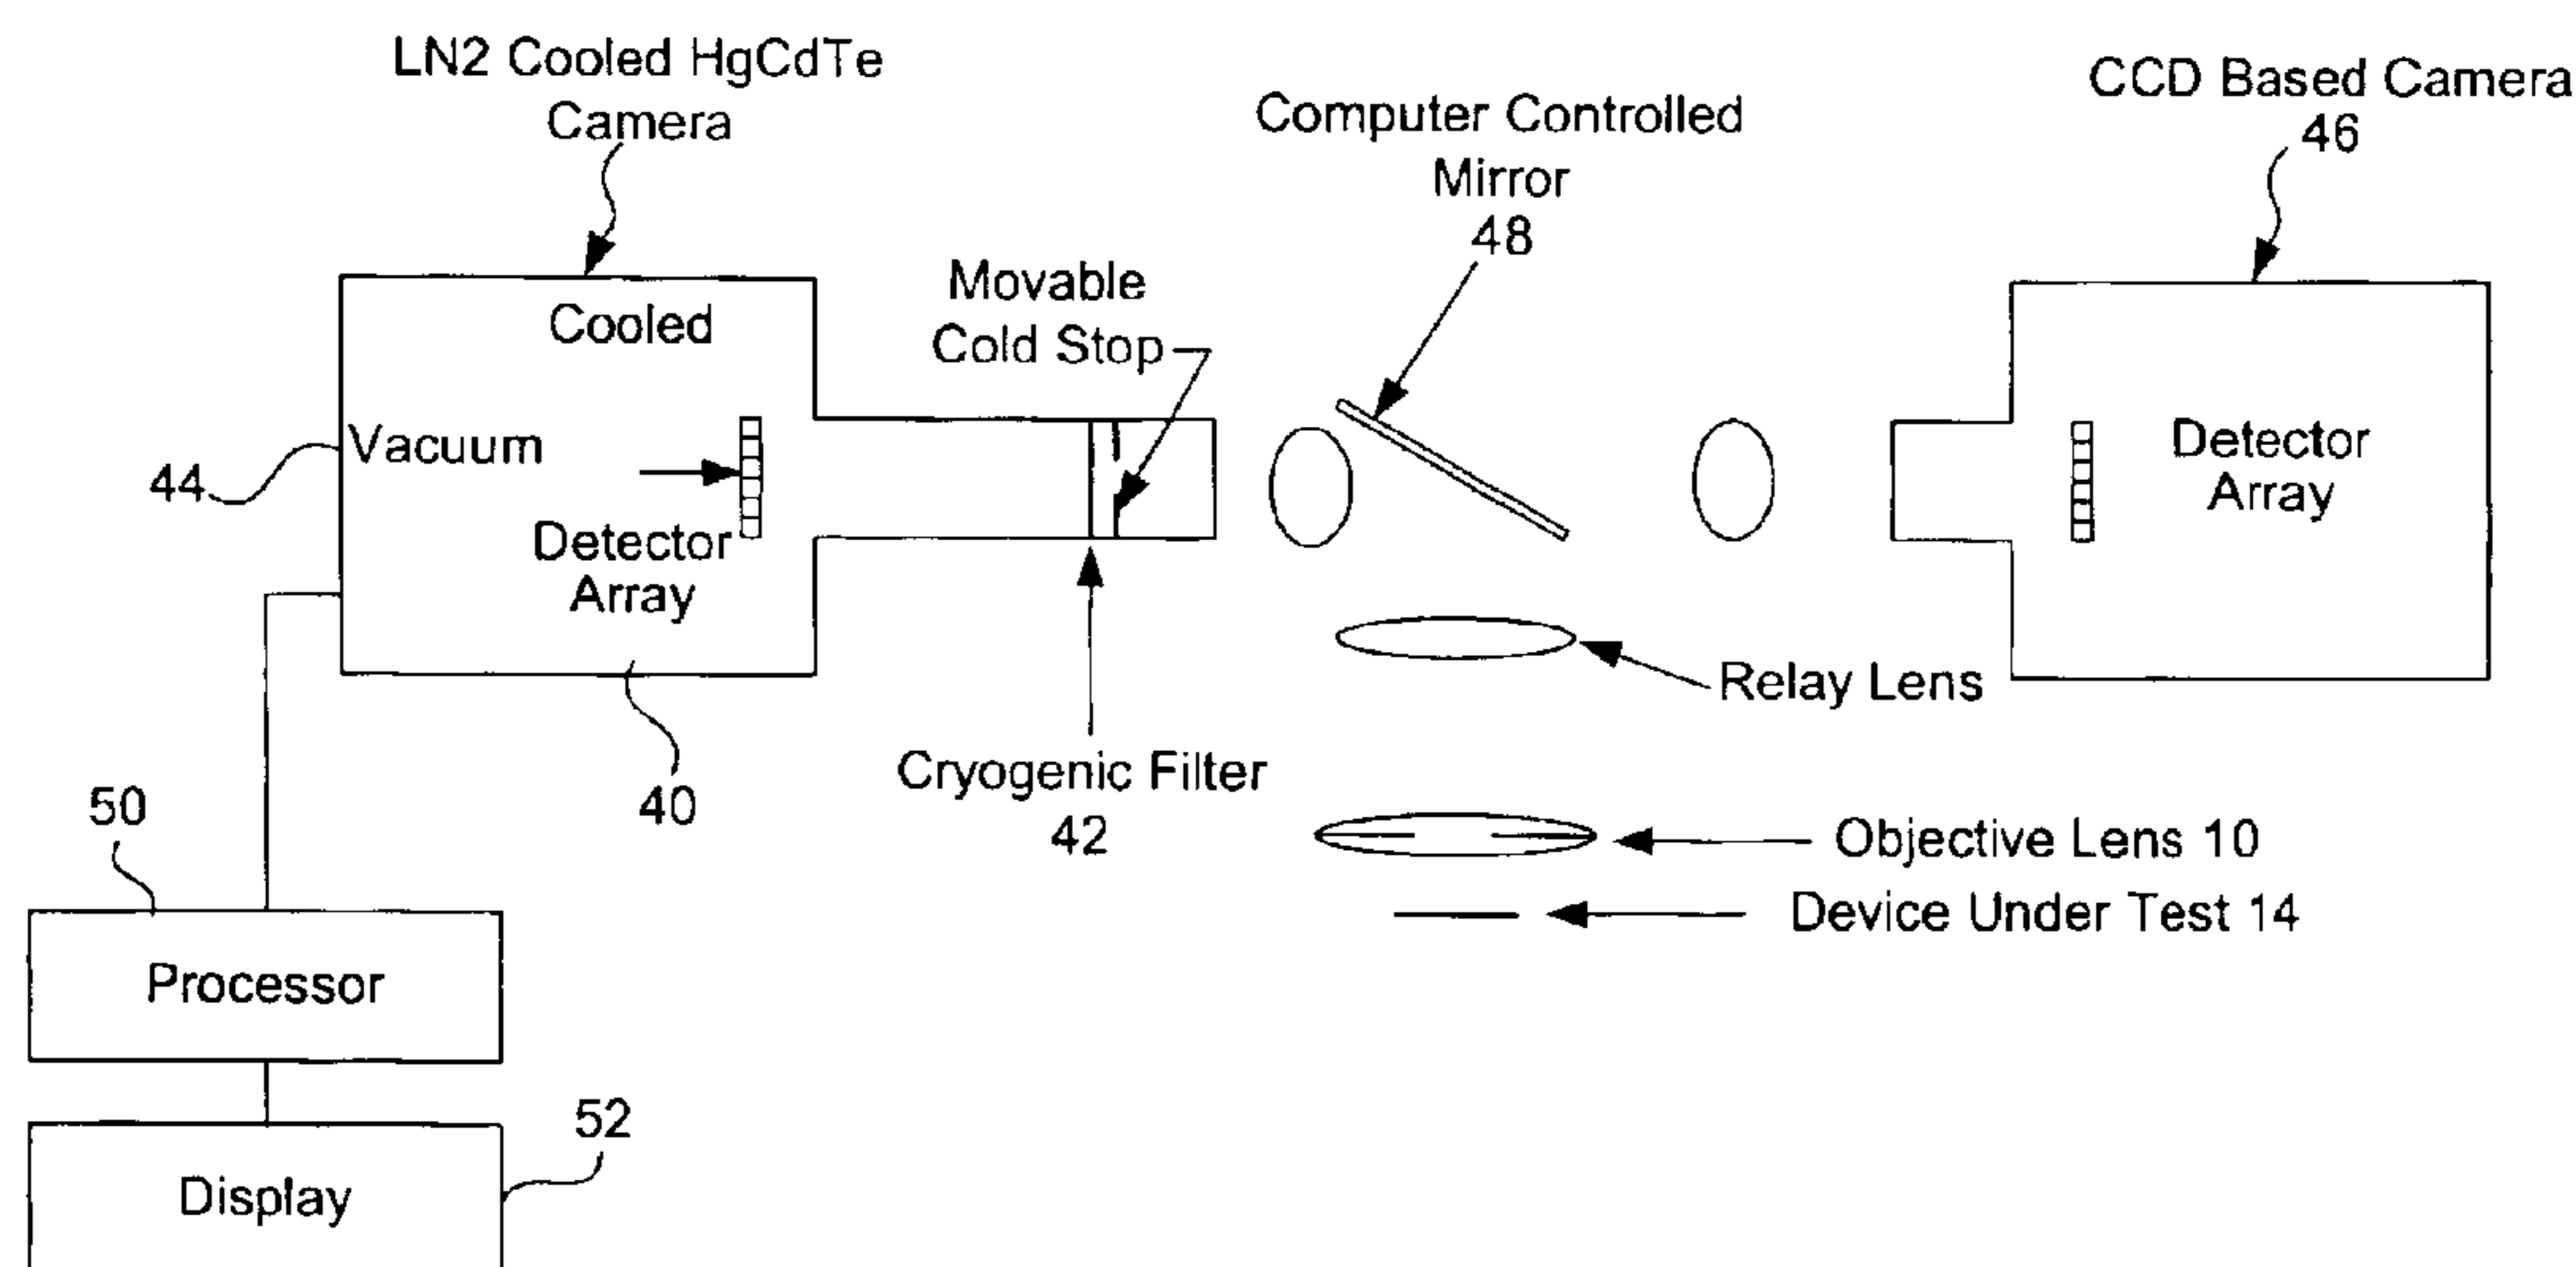 LN2 Cooled HgCdTe
Camera
Computer Controlled
Mirror
48
CCD Based Camera
46
Movable
Cold Stop
Cooled
Vacuum
44
Detector
Array
Detector
Array
Relay Lens
Cryogenic Filter
42
40
50
Objective Lens 10
Device Under Test 14
Processor
52
Display